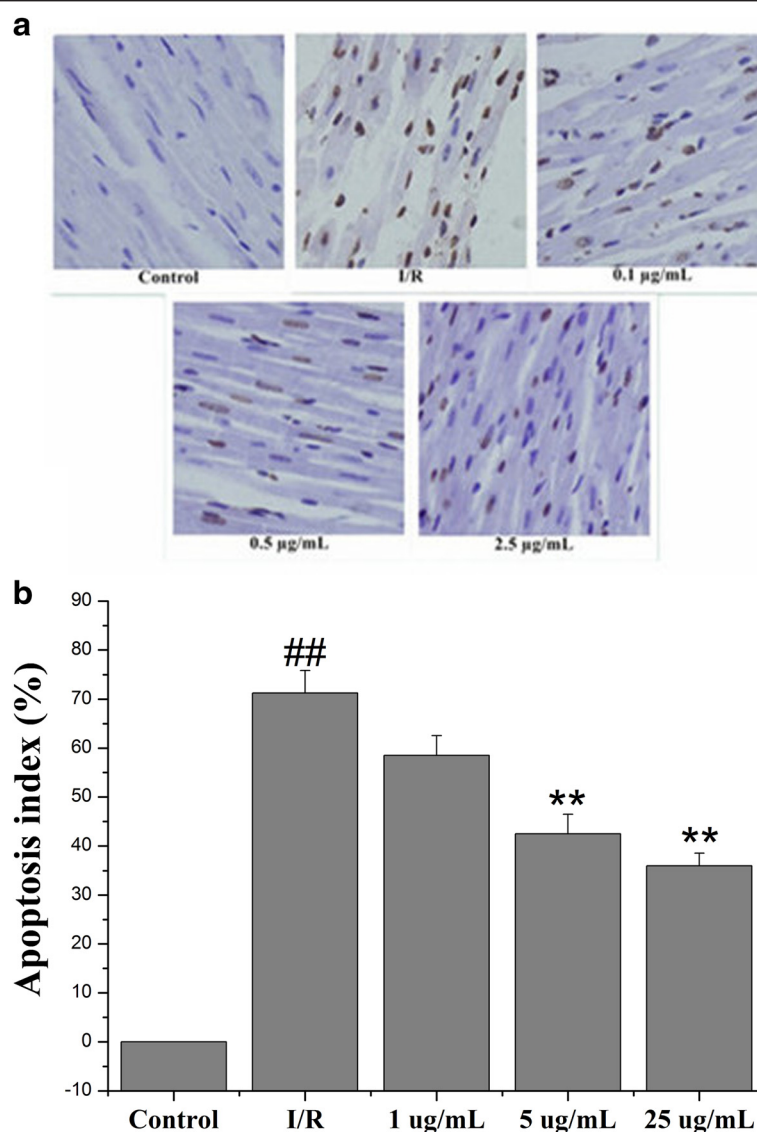 a
Control
I/R
0.1 µg/mL
0.5 µg/mL
2.5 µg/mL
b
Apoptosis index (%)
90
80
70
60
50
40
30
20
10
0
-10
##
**
**
Control
I/R
1 ug/mL
5 ug/mL
25 ug/mL